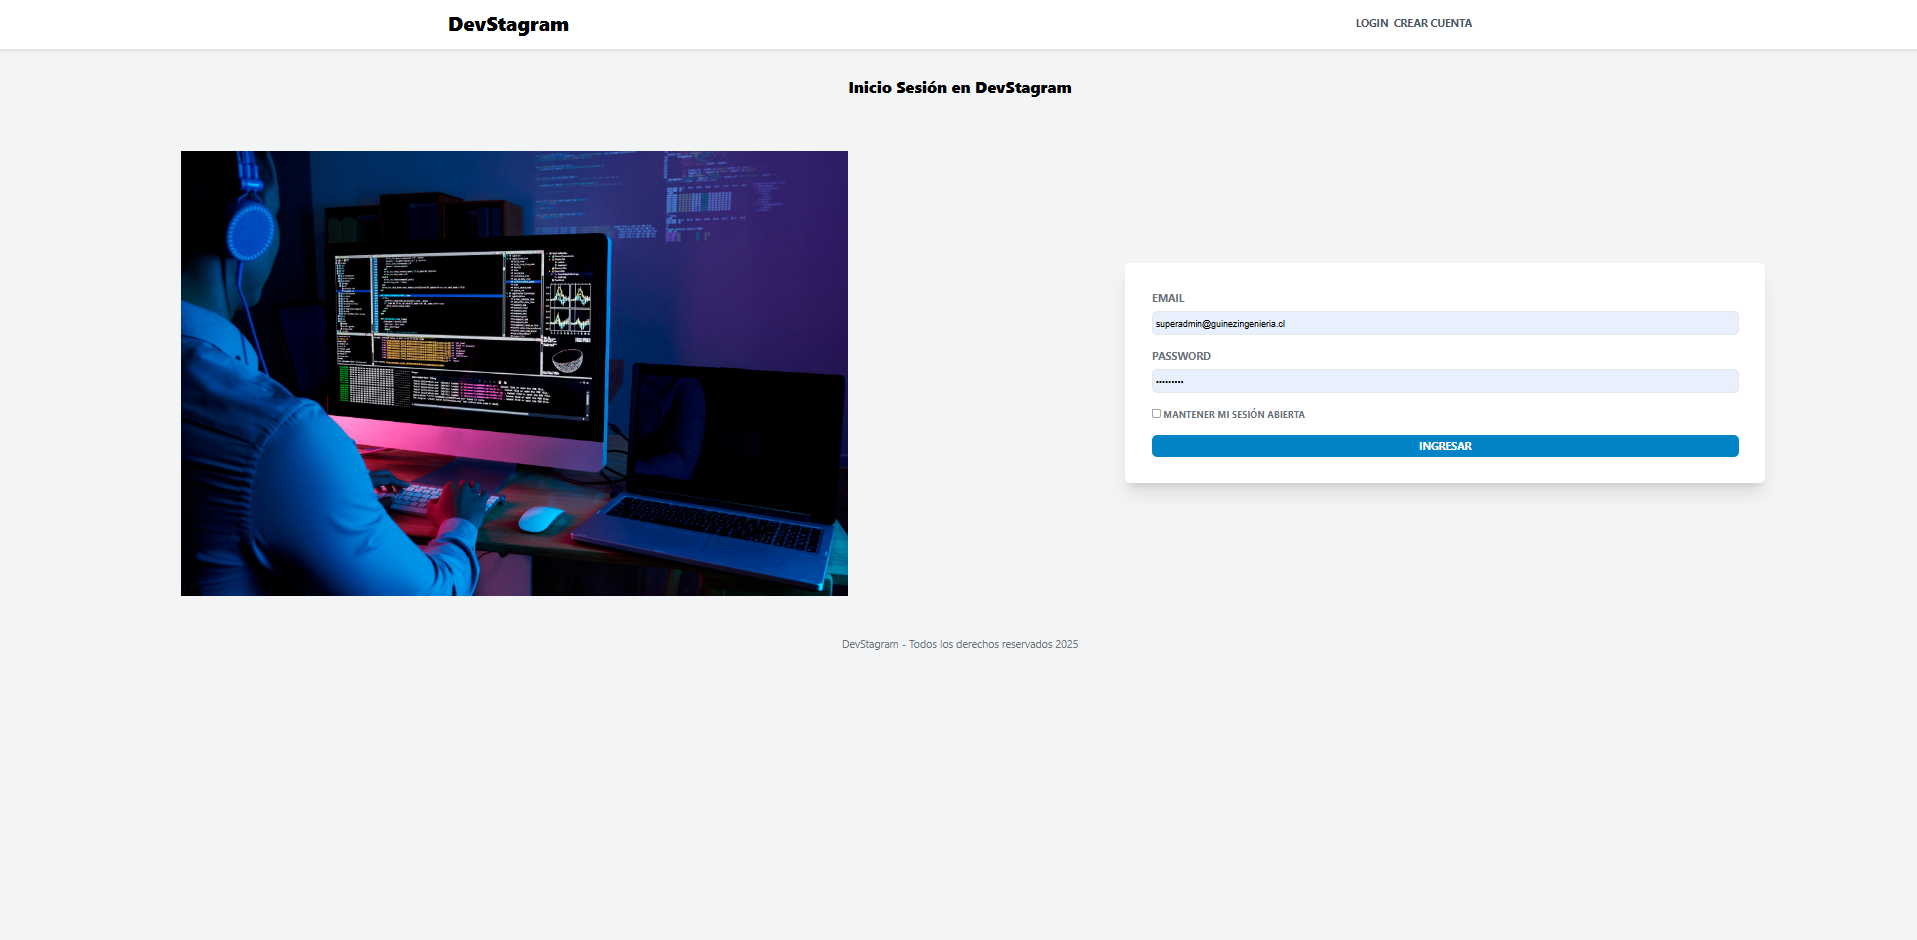 DevStagram
LOGIN CREAR CUENTA
Inicio Sesión en DevStagram
EMAIL
superadmin@guinezingenieria.cl
PASSWORD
•••••••••
MANTENER MI SESIÓN ABIERTA
INGRESAR
DevStagram - Todos los derechos reservados 2025